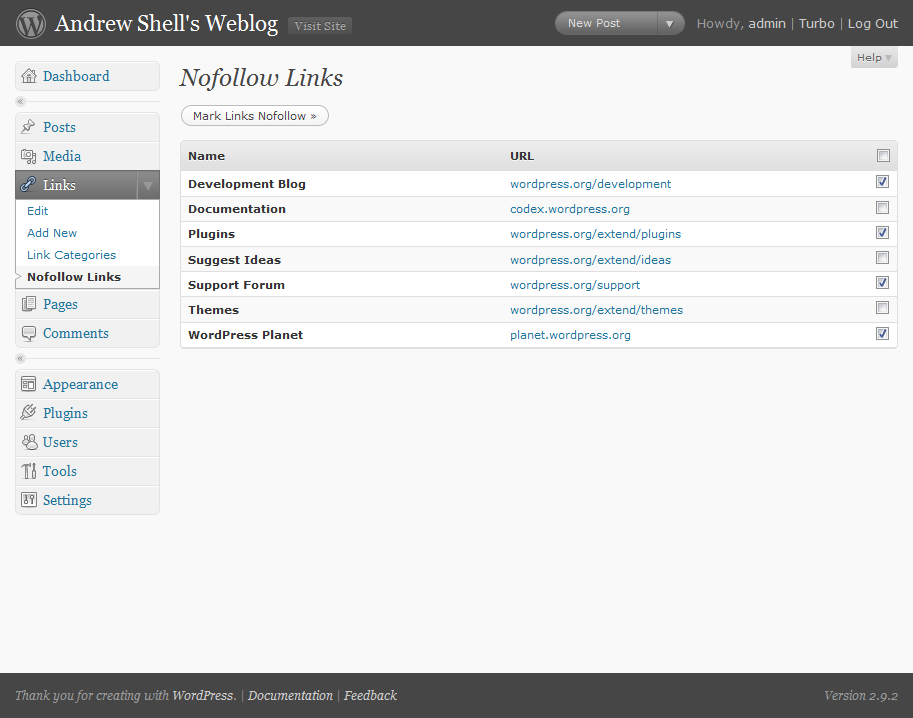 Andrew Shell's Weblog Visit Site New Post Howdy, admin | Turbo | Log Out
Help
Dashboard
Posts
Media
Links
Edit
Add New
Link Categories
Nofollow Links
Pages
Comments
Appearance
Plugins
Users
Tools
Settings
Nofollow Links
Mark Links Nofollow »
Name URL
Development Blog wordpress.org/development
Documentation codex.wordpress.org
Plugins wordpress.org/extend/plugins
Suggest Ideas wordpress.org/extend/ideas
Support Forum wordpress.org/support
Themes wordpress.org/extend/themes
WordPress Planet planet.wordpress.org
Thank you for creating with WordPress. | Documentation | Feedback Version 2.9.2